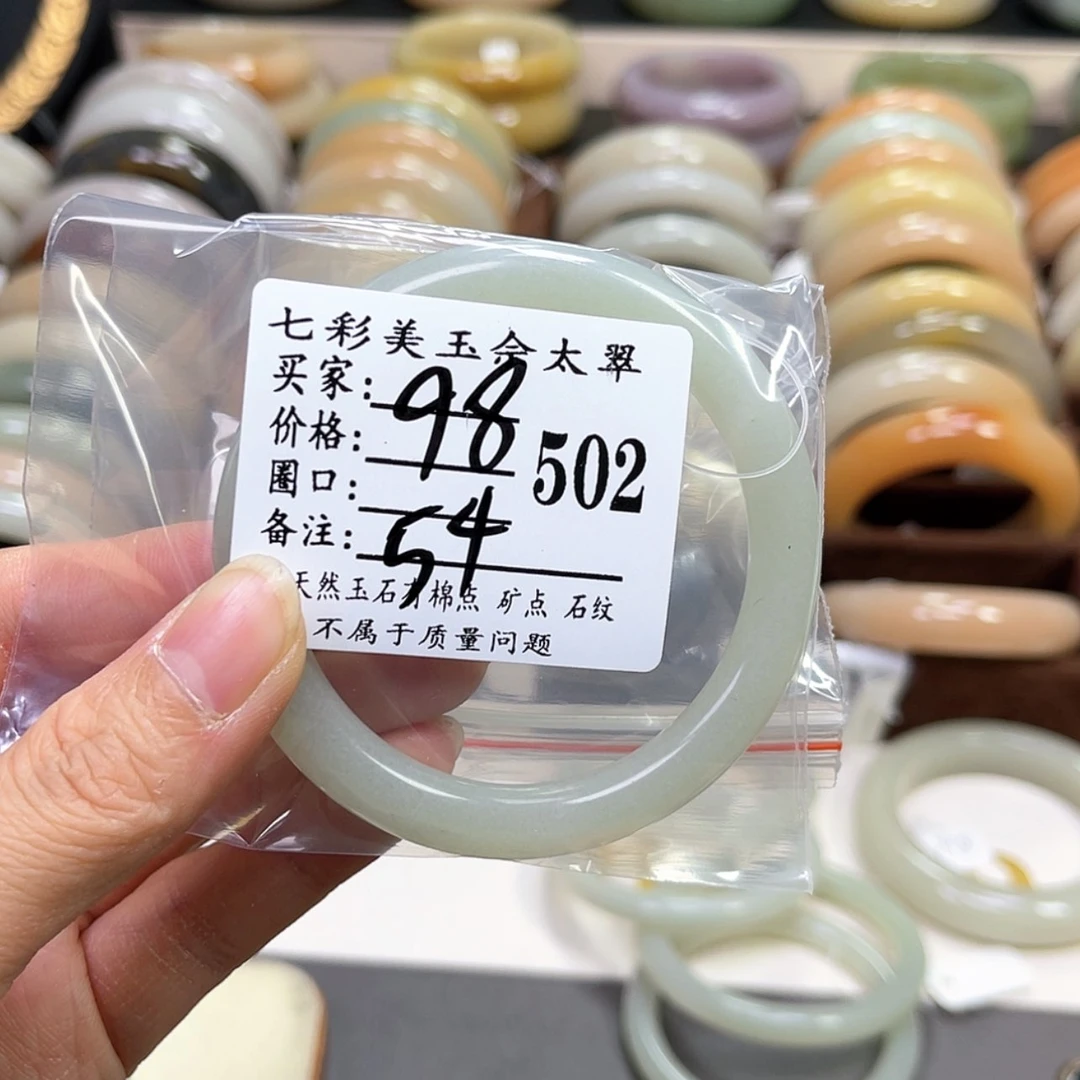 七彩美玉佘太翠
买家：
价格：98
502
圈口：
备注：54
天然玉石有棉点 矿点 石纹
不属于质量问题